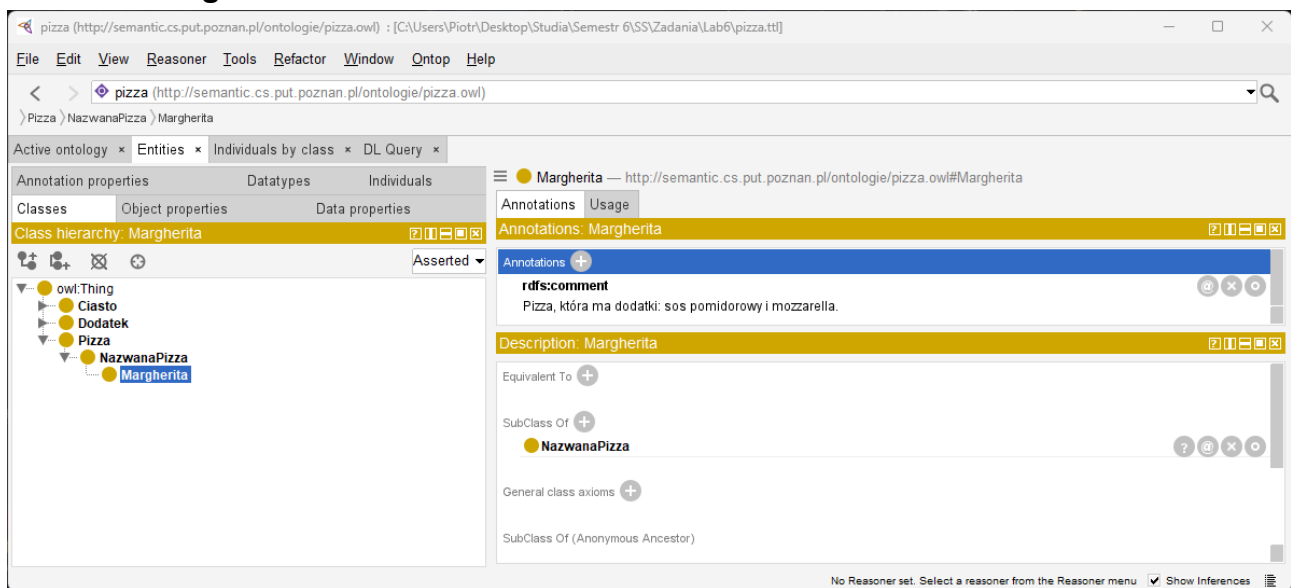 pizza (http://semantic.cs.put.poznan.pl/ontologie/pizza.owl) : [C:\Users\Piotr\Desktop\Studia\Semestr 6\SS\Zadania\Lab6\pizza.ttl]
File Edit View Reasoner Tools Refactor Window Ontop Help
pizza (http://semantic.cs.put.poznan.pl/ontologie/pizza.owl)
Pizza NazwanaPizza Margherita
Active ontology × Entities × Individuals by class × DL Query ×
Annotation properties Datatypes Individuals
Classes Object properties Data properties
Class hierarchy: Margherita
Asserted
owl:Thing
Ciasto
Dodatek
Pizza
NazwanaPizza
Margherita
Margherita — http://semantic.cs.put.poznan.pl/ontologie/pizza.owl#Margherita
Annotations Usage
Annotations: Margherita
Annotations
rdfs:comment
Pizza, która ma dodatki: sos pomidorowy i mozzarella.
Description: Margherita
Equivalent To
SubClass Of
NazwanaPizza
General class axioms
SubClass Of (Anonymous Ancestor)
No Reasoner set. Select a reasoner from the Reasoner menu Show Inferences